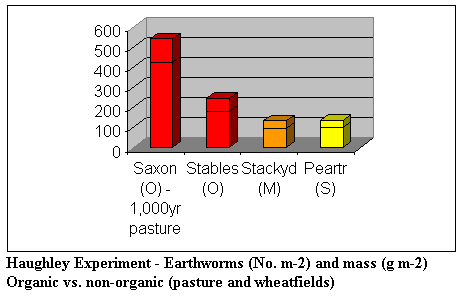 600
500
400
300
200
100
0
Saxon Stables Stackyd Peartr
(O) - (O) (M) (S)
1,000yr
pasture
Haughley Experiment - Earthworms (No. m-2) and mass (g m-2)
Organic vs. non-organic (pasture and wheatfields)